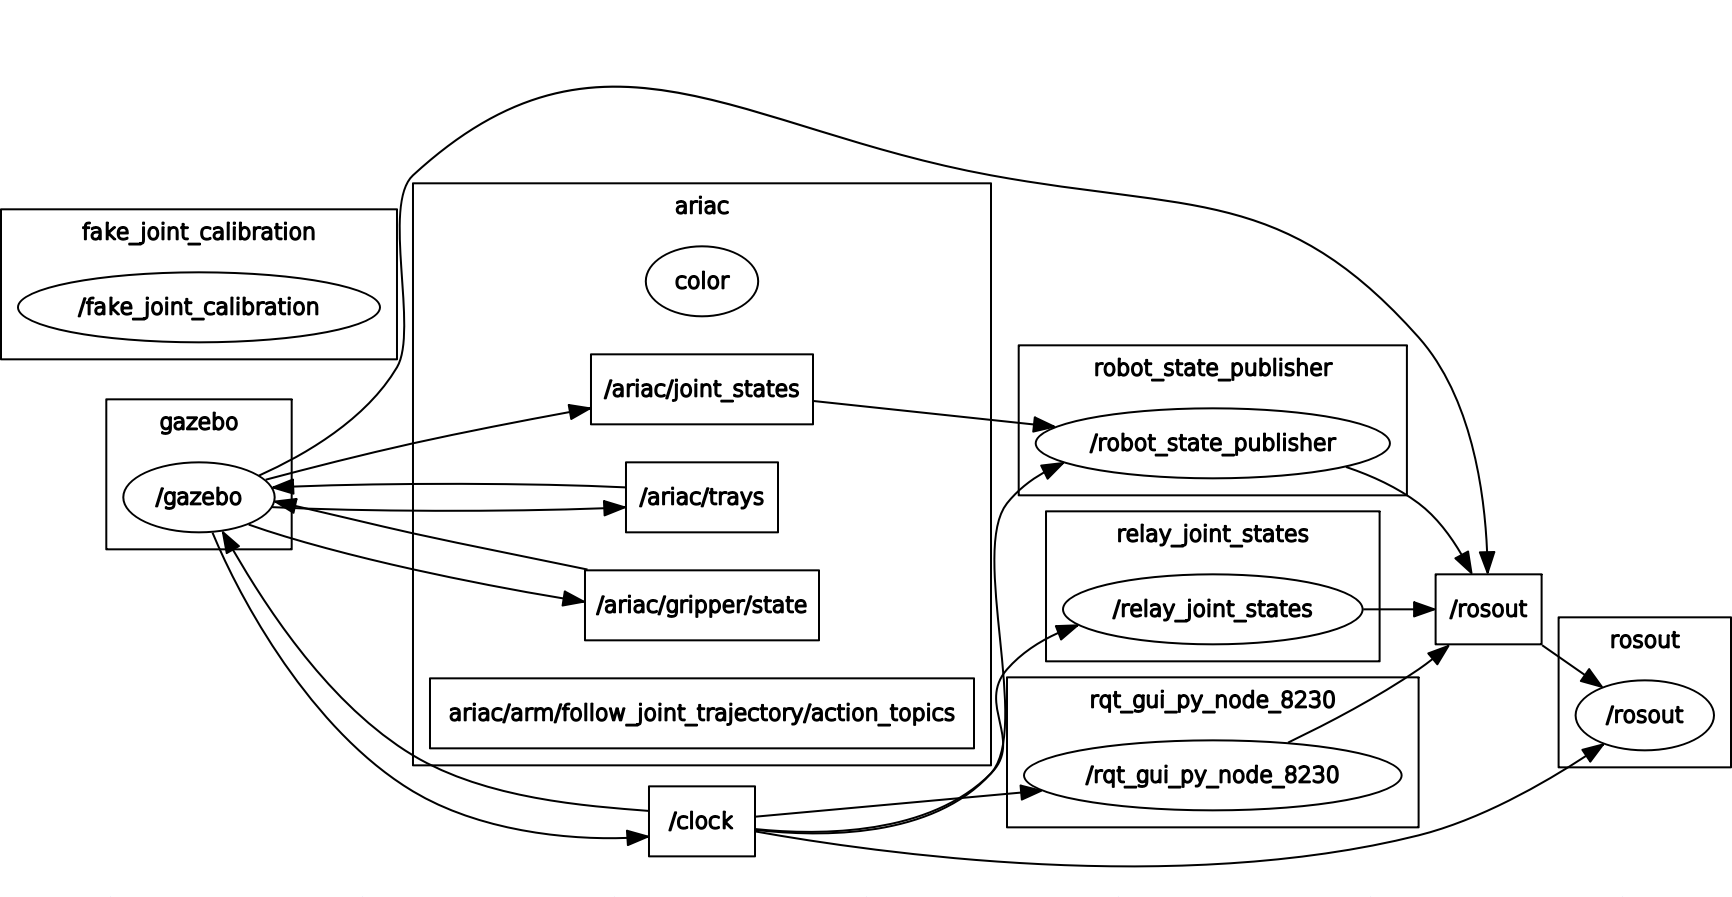 fake_joint_calibration
/fake_joint_calibration
gazebo
/gazebo
ariac
color
/ariac/joint_states
/ariac/trays
/ariac/gripper/state
ariac/arm/follow_joint_trajectory/action_topics
/clock
robot_state_publisher
/robot_state_publisher
relay_joint_states
/relay_joint_states
rqt_gui_py_node_8230
/rqt_gui_py_node_8230
/rosout
rosout
/rosout